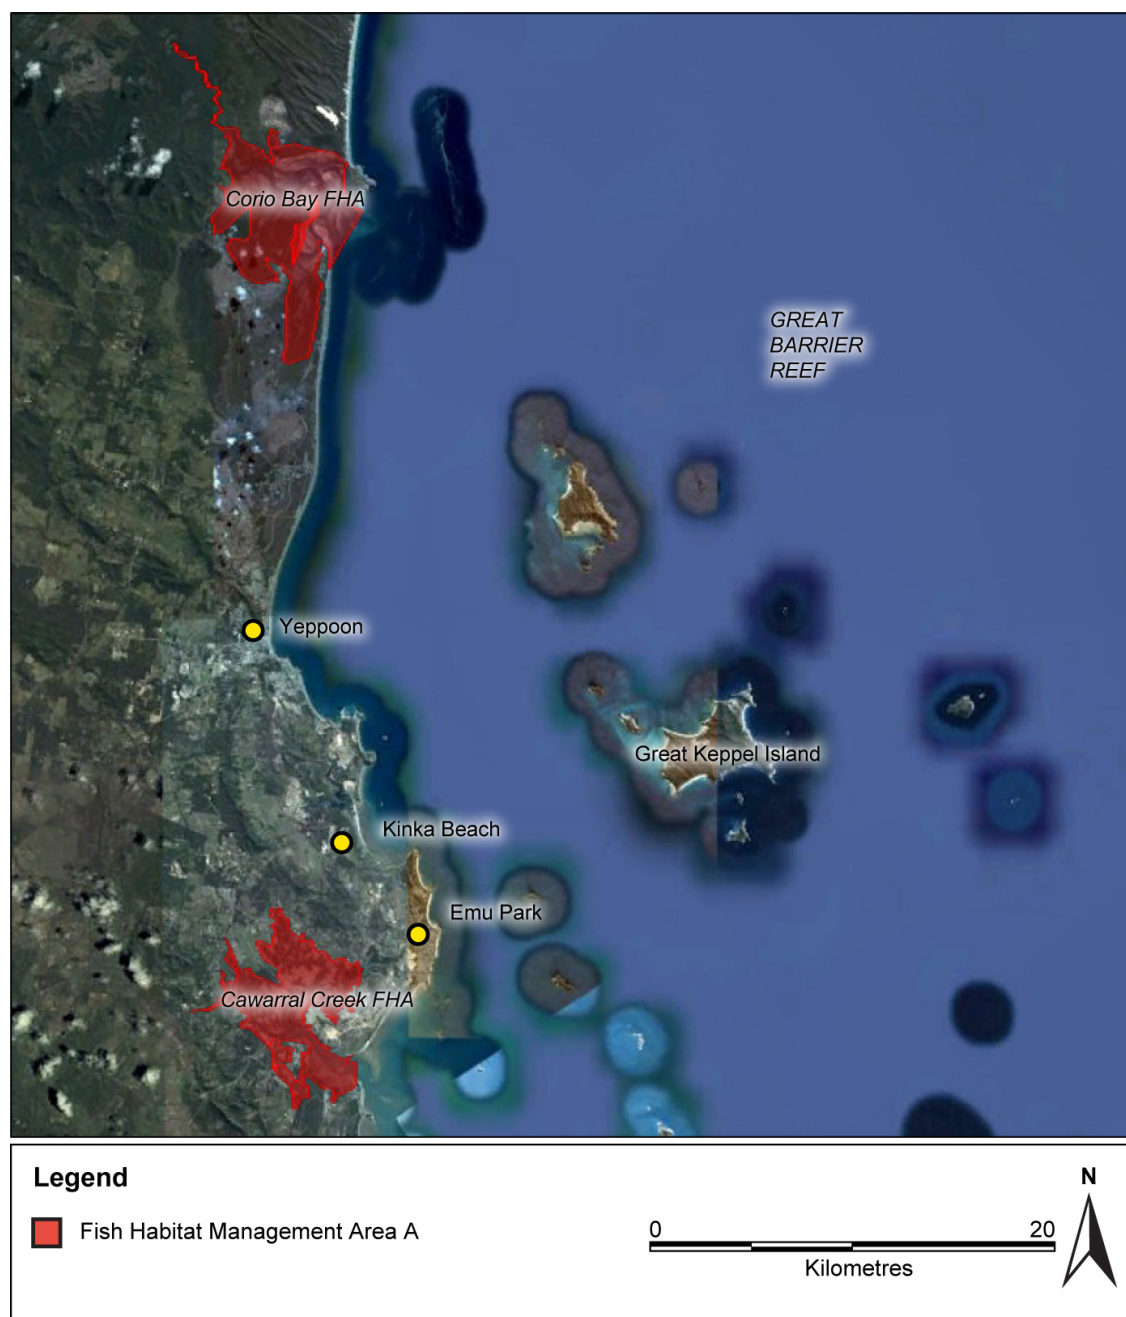 Corio Bay FHA
GREAT
BARRIER
REEF
Yeppoon
Great Keppel Island
Kinka Beach
Emu Park
Cawarral Creek FHA
Legend
Fish Habitat Management Area A
0 20
Kilometres
N